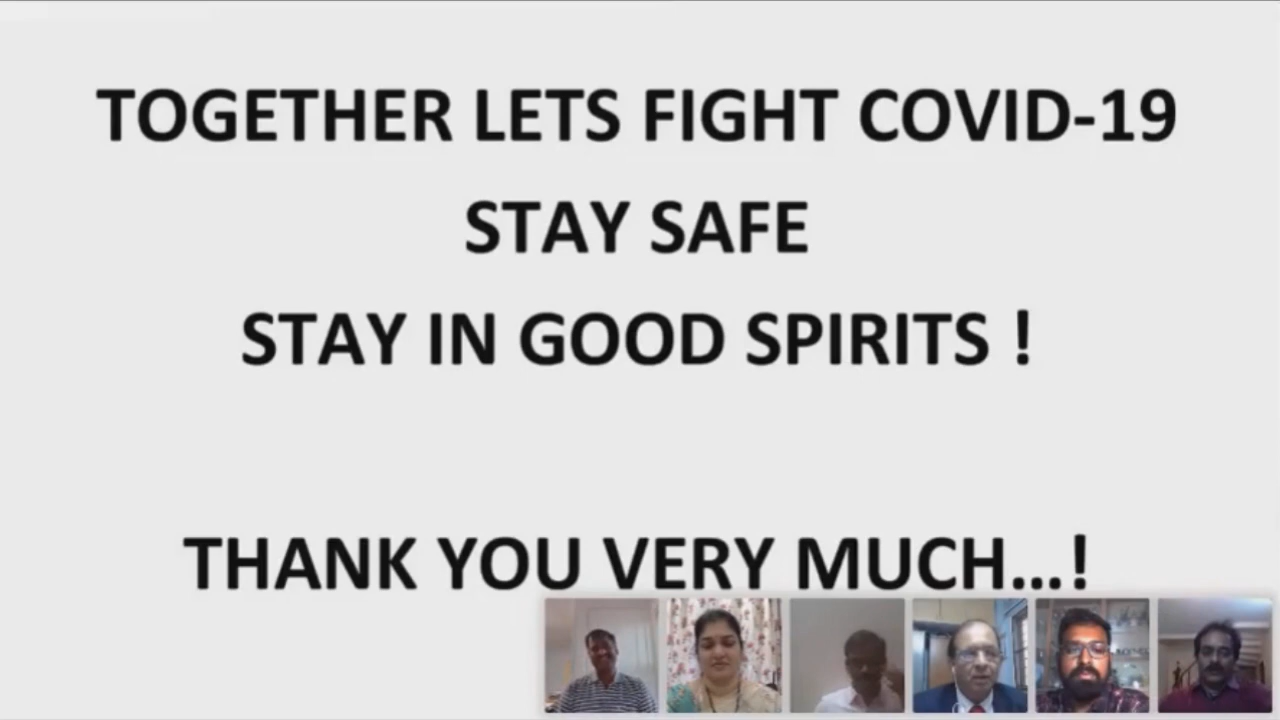 TOGETHER LETS FIGHT COVID-19
STAY SAFE
STAY IN GOOD SPIRITS !
THANK YOU VERY MUCH...!